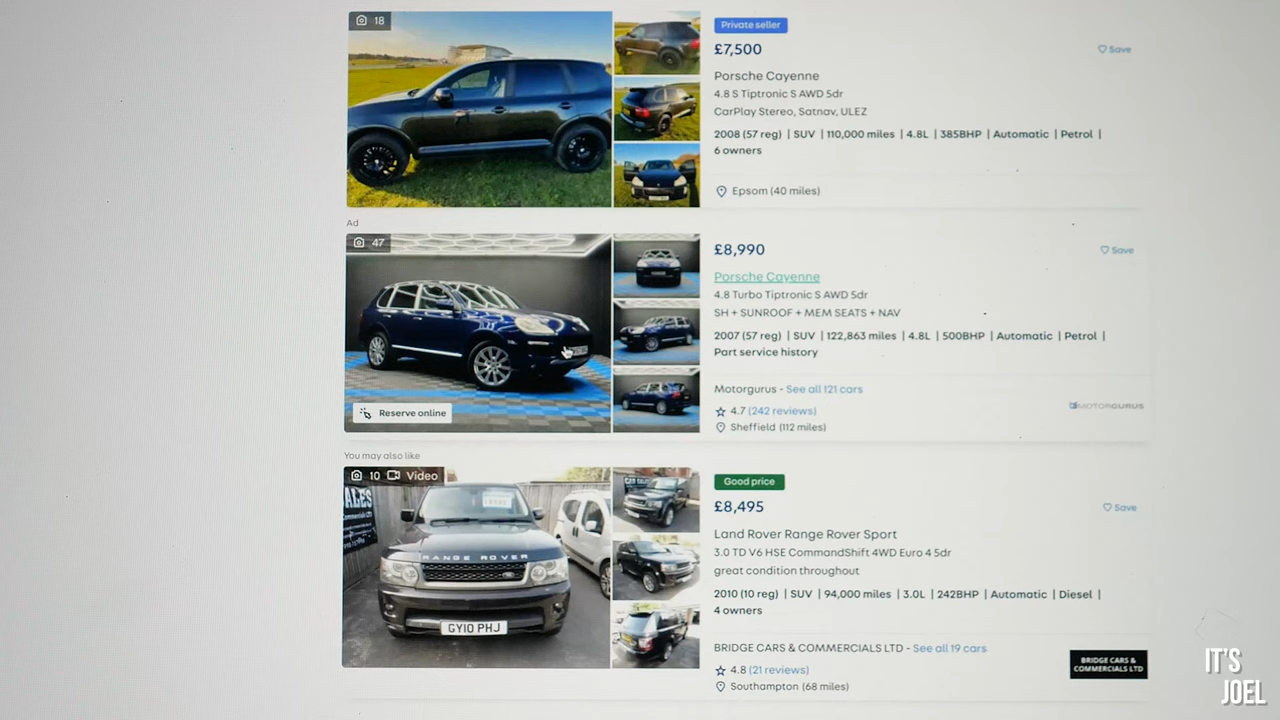 18
Private seller
£7,500
Save
Porsche Cayenne
4.8 S Tiptronic S AWD 5dr
CarPlay Stereo, Satnav, ULEZ
2008 (57 reg) | SUV | 110,000 miles | 4.8L | 385BHP | Automatic | Petrol |
6 owners
Epsom (40 miles)
Ad
47
£8,990
Save
Porsche Cayenne
4.8 Turbo Tiptronic S AWD 5dr
SH + SUNROOF + MEM SEATS + NAV
2007 (57 reg) | SUV | 122,863 miles | 4.8L | 500BHP | Automatic | Petrol |
Part service history
Reserve online
Motorgurus - See all 121 cars
4.7 (242 reviews)
MOTORGURUS
Sheffield (112 miles)
You may also like
10 Video
Good price
£8,495
Save
Land Rover Range Rover Sport
3.0 TD V6 HSE CommandShift 4WD Euro 4 5dr
great condition throughout
2010 (10 reg) | SUV | 94,000 miles | 3.0L | 242BHP | Automatic | Diesel |
4 owners
RANGE ROVER
GY10 PHJ
BRIDGE CARS & COMMERCIALS LTD - See all 19 cars
4.8 (21 reviews)
Southampton (68 miles)
BRIDGE CARS &
COMMERCIALS LTD
IT'S
JOEL